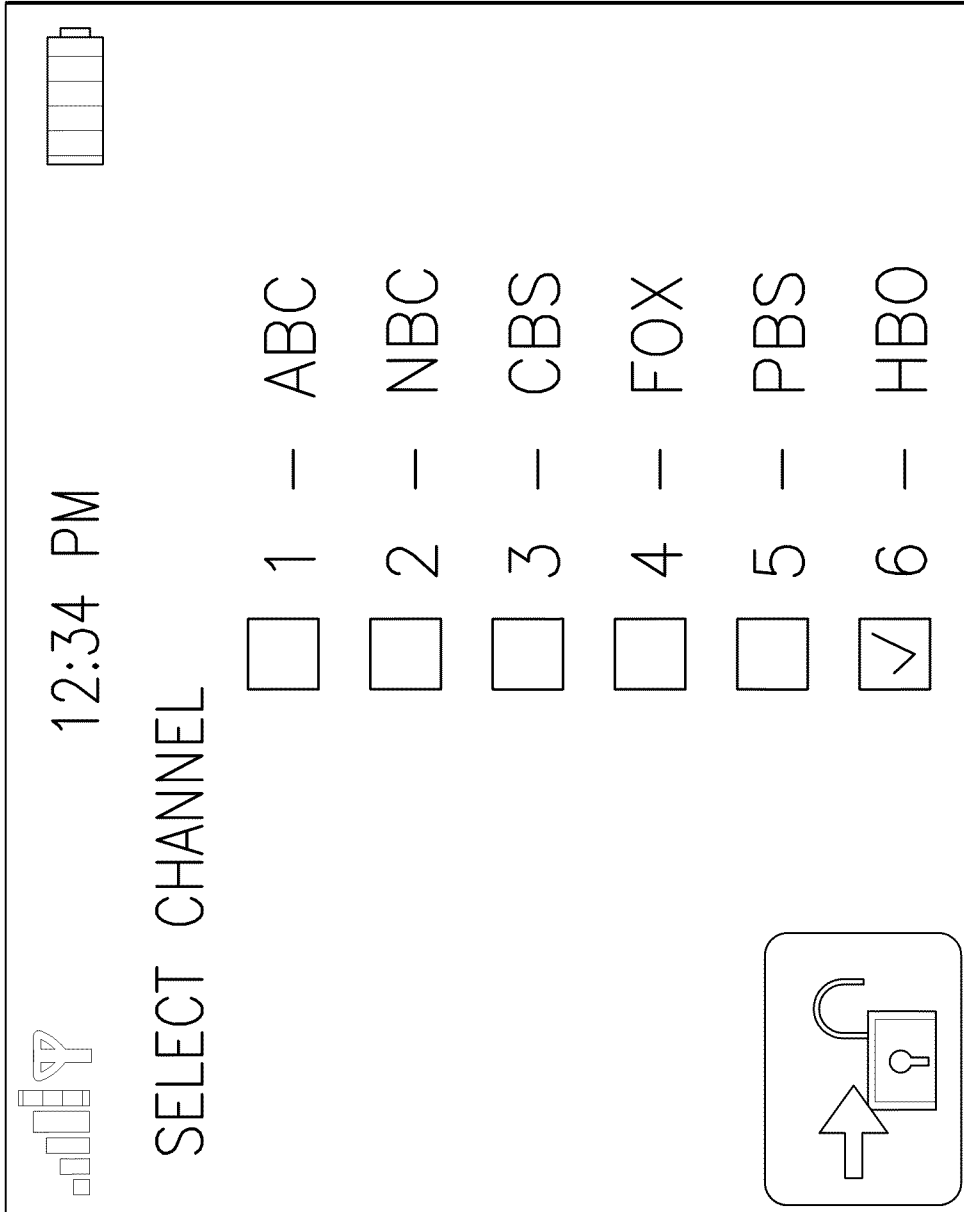 12:34 PM
SELECT CHANNEL
1 – ABC
2 – NBC
3 – CBS
4 – FOX
5 – PBS
6 – HBO